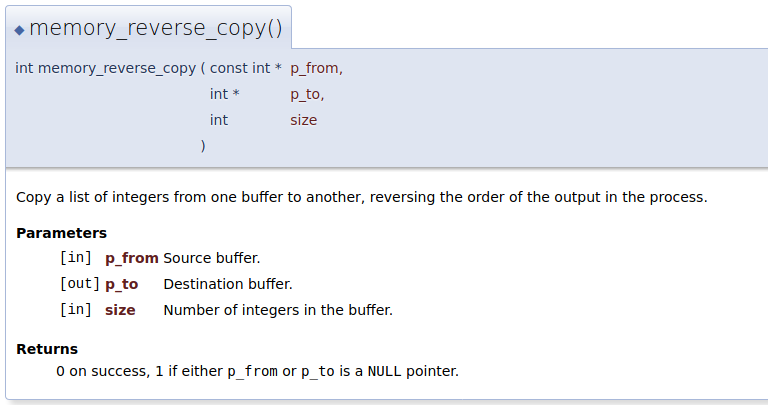 ◆ memory_reverse_copy()
int memory_reverse_copy ( const int * p_from,
int * p_to,
int size
)
Copy a list of integers from one buffer to another, reversing the order of the output in the process.
Parameters
[in] p_from Source buffer.
[out] p_to Destination buffer.
[in] size Number of integers in the buffer.
Returns
0 on success, 1 if either p_from or p_to is a NULL pointer.